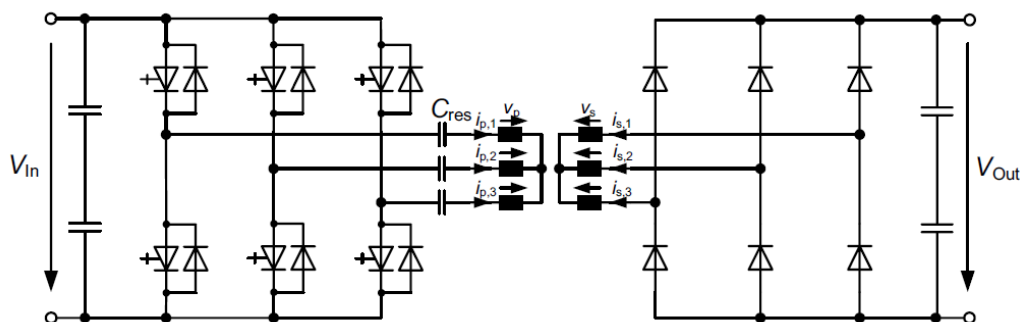 C_res
v_p
v_s
i_p,1
i_s,1
i_p,2
i_s,2
i_p,3
i_s,3
V_In
V_Out